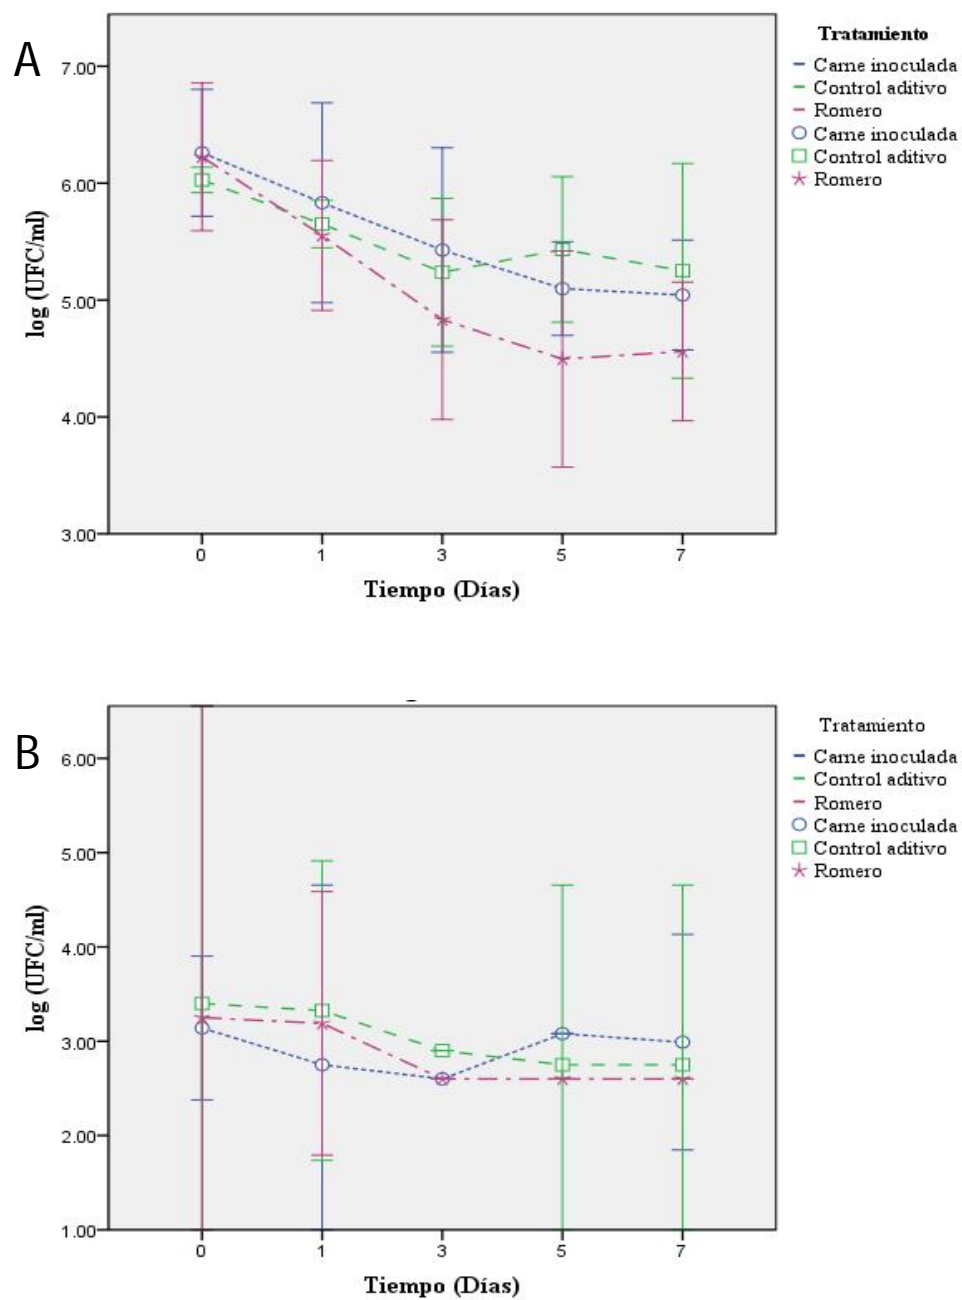 A
Tratamiento
Carne inoculada
Control aditivo
Romero
Carne inoculada
Control aditivo
Romero
7.00
6.00
5.00
4.00
3.00
log (UFC/ml)
0 1 3 5 7
Tiempo (Días)
B
Tratamiento
Carne inoculada
Control aditivo
Romero
Carne inoculada
Control aditivo
Romero
6.00
5.00
4.00
3.00
2.00
1.00
log (UFC/ml)
0 1 3 5 7
Tiempo (Días)